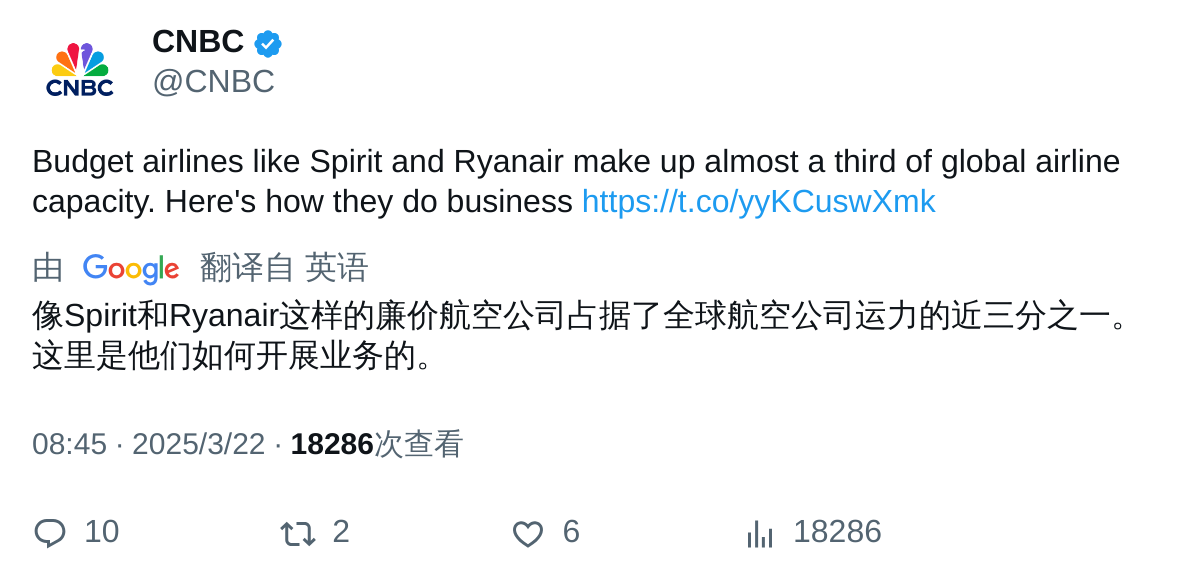 CNBC
CNBC
@CNBC
Budget airlines like Spirit and Ryanair make up almost a third of global airline
capacity. Here's how they do business https://t.co/yyKCuswXmk
由 Google 翻译自 英语
像Spirit和Ryanair这样的廉价航空公司占据了全球航空公司运力的近三分之一。
这里是他们如何开展业务的。
08:45 · 2025/3/22 · 18286次查看
10 2 6 18286